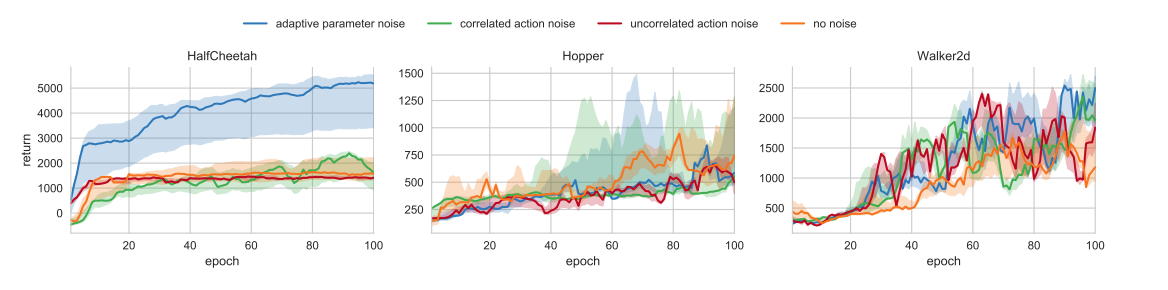 adaptive parameter noise correlated action noise uncorrelated action noise no noise
HalfCheetah Hopper Walker2d
return
5000
4000
3000
2000
1000
0
20 40 60 80 100
epoch
1500
1250
1000
750
500
250
20 40 60 80 100
epoch
2500
2000
1500
1000
500
20 40 60 80 100
epoch